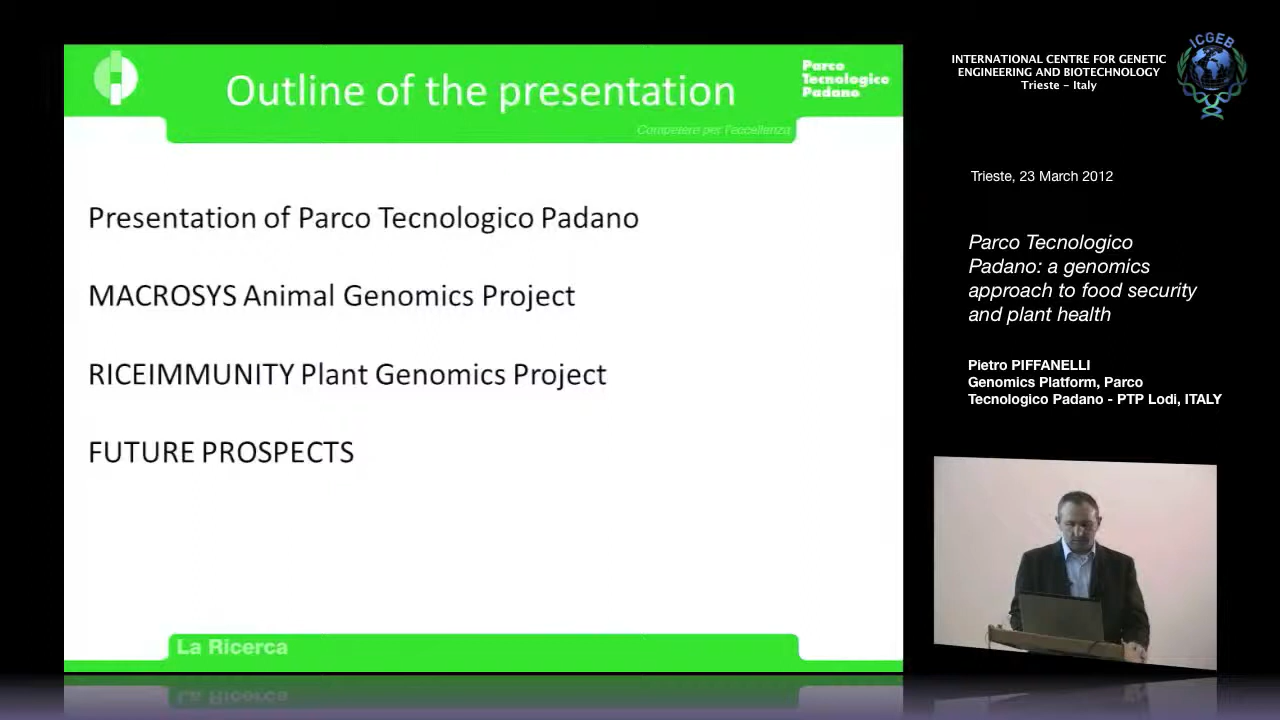 Outline of the presentation
Parco
Tecnologico
Padano
Competere per l'eccellenza
Presentation of Parco Tecnologico Padano
MACROSYS Animal Genomics Project
RICEIMMUNITY Plant Genomics Project
FUTURE PROSPECTS
La Ricerca
INTERNATIONAL CENTRE FOR GENETIC
ENGINEERING AND BIOTECHNOLOGY
Trieste - Italy
ICGEB
Trieste, 23 March 2012
Parco Tecnologico
Padano: a genomics
approach to food security
and plant health
Pietro PIFFANELLI
Genomics Platform, Parco
Tecnologico Padano - PTP Lodi, ITALY